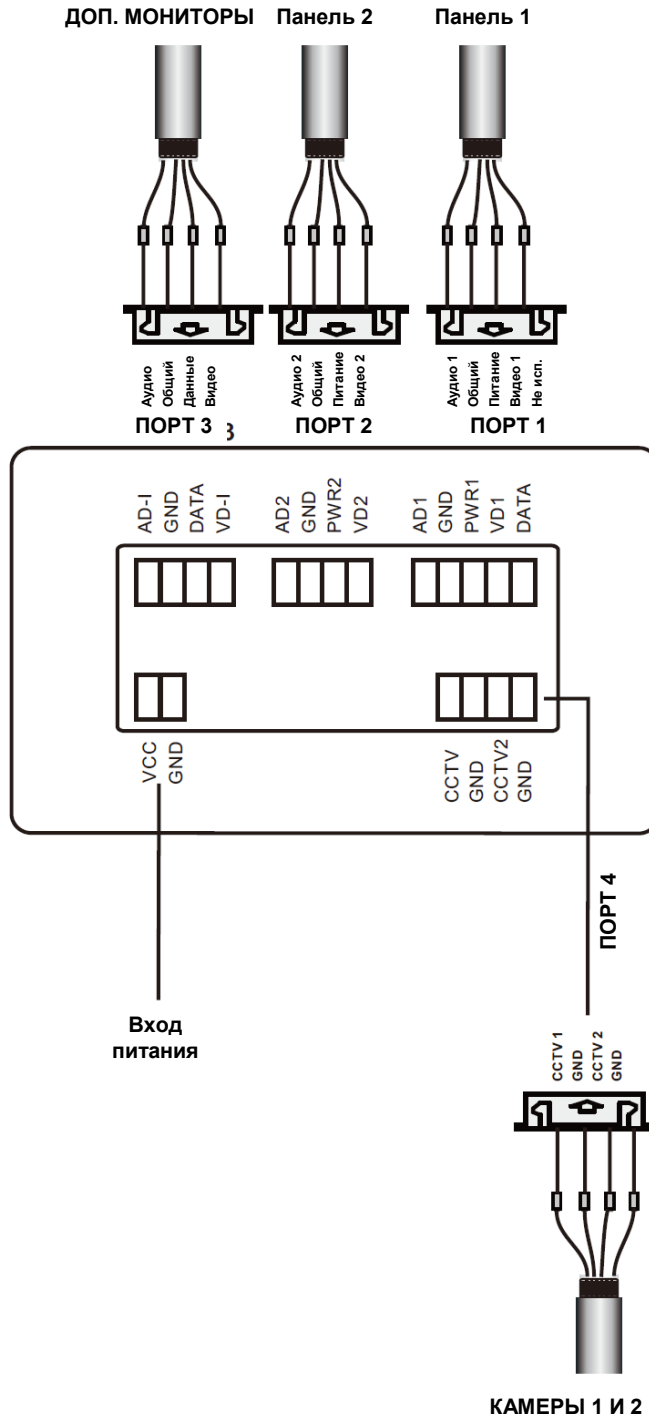 ДОП. МОНИТОРЫ Панель 2 Панель 1
Аудио
Общий
Данные
Видео
Аудио 2
Общий
Питание
Видео 2
Аудио 1
Общий
Питание
Видео 1
Не исп.
ПОРТ 3 3 ПОРТ 2 ПОРТ 1
AD-I
GND
DATA
VD-I
AD2
GND
PWR2
VD2
AD1
GND
PWR1
VD1
DATA
VCC
GND
CCTV
GND
CCTV2
GND
ПОРТ 4
Вход
питания
CCTV 1
GND
CCTV 2
GND
КАМЕРЫ 1 И 2